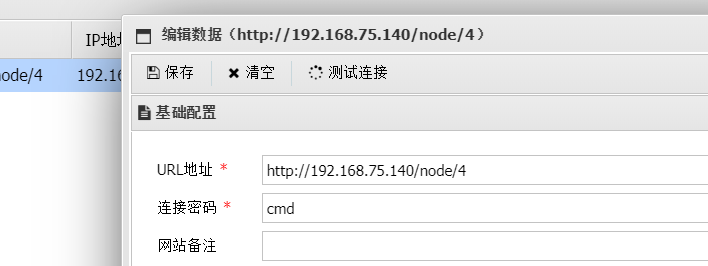 IP地
编辑数据（http://192.168.75.140/node/4）
node/4 192.16
保存 清空 测试连接
基础配置
URL地址 * http://192.168.75.140/node/4
连接密码 * cmd
网站备注